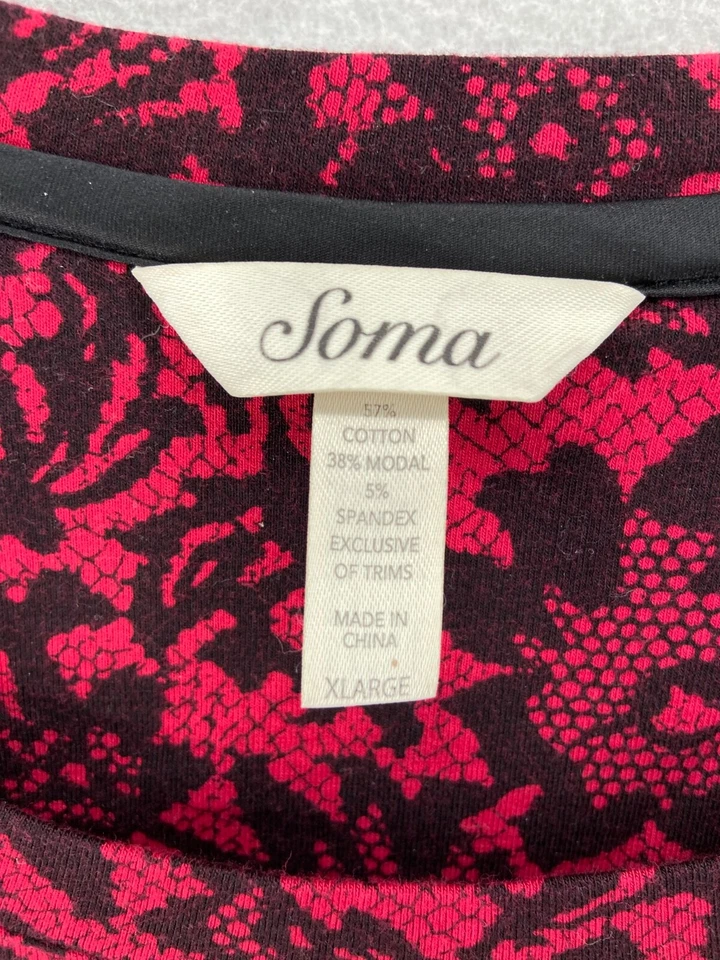 Soma
57%
COTTON
38% MODAL
5%
SPANDEX
EXCLUSIVE
OF TRIMS
MADE IN
CHINA
XLARGE